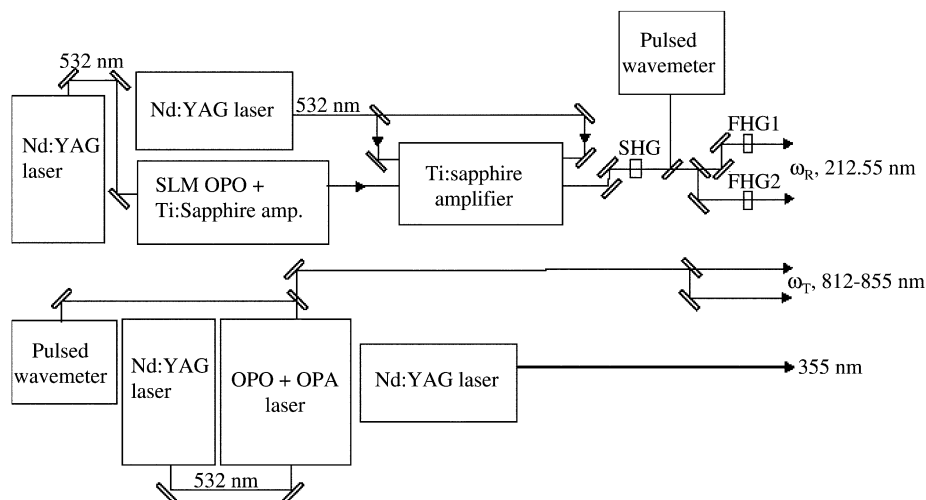 532 nm
Nd:YAG
laser
Nd:YAG laser
532 nm
SLM OPO +
Ti:Sapphire amp.
Ti:sapphire
amplifier
Pulsed
wavemeter
SHG
FHG1
FHG2
ωR, 212.55 nm
ωT, 812-855 nm
Pulsed
wavemeter
Nd:YAG
laser
OPO + OPA
laser
Nd:YAG laser
355 nm
532 nm